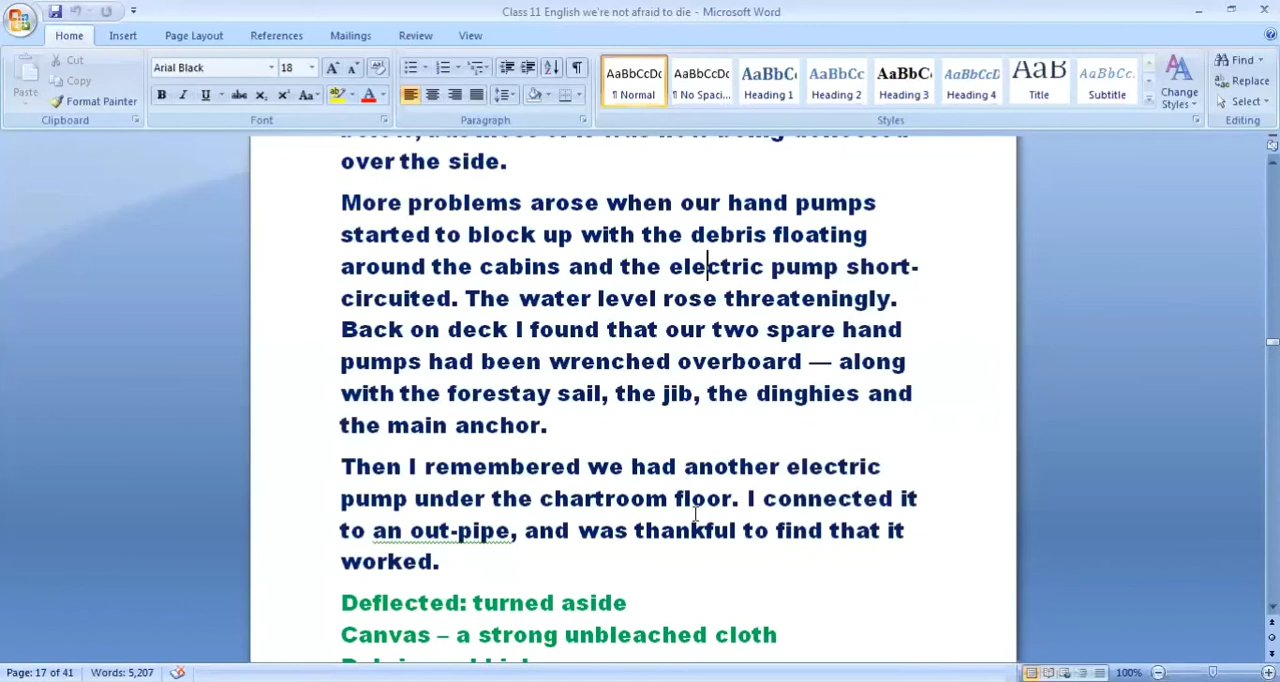 Class 11 English we're not afraid to die - Microsoft Word
Home Insert Page Layout References Mailings Review View
Paste
Cut
Copy
Format Painter
Clipboard
Arial Black 18
Font
Paragraph
AaBbCcDc AaBbCcDc AaBbC AaBbCc AaBbC AaBbCcD AaB AaBbCc.
¶ Normal ¶ No Spaci... Heading 1 Heading 2 Heading 3 Heading 4 Title Subtitle
Change
Styles
Styles
Find
Replace
Select
Editing
over the side.
More problems arose when our hand pumps
started to block up with the debris floating
around the cabins and the electric pump short-
circuited. The water level rose threateningly.
Back on deck I found that our two spare hand
pumps had been wrenched overboard — along
with the forestay sail, the jib, the dinghies and
the main anchor.
Then I remembered we had another electric
pump under the chartroom floor. I connected it
to an out-pipe, and was thankful to find that it
worked.
Deflected: turned aside
Canvas – a strong unbleached cloth
Page: 17 of 41 Words: 5,207 100%